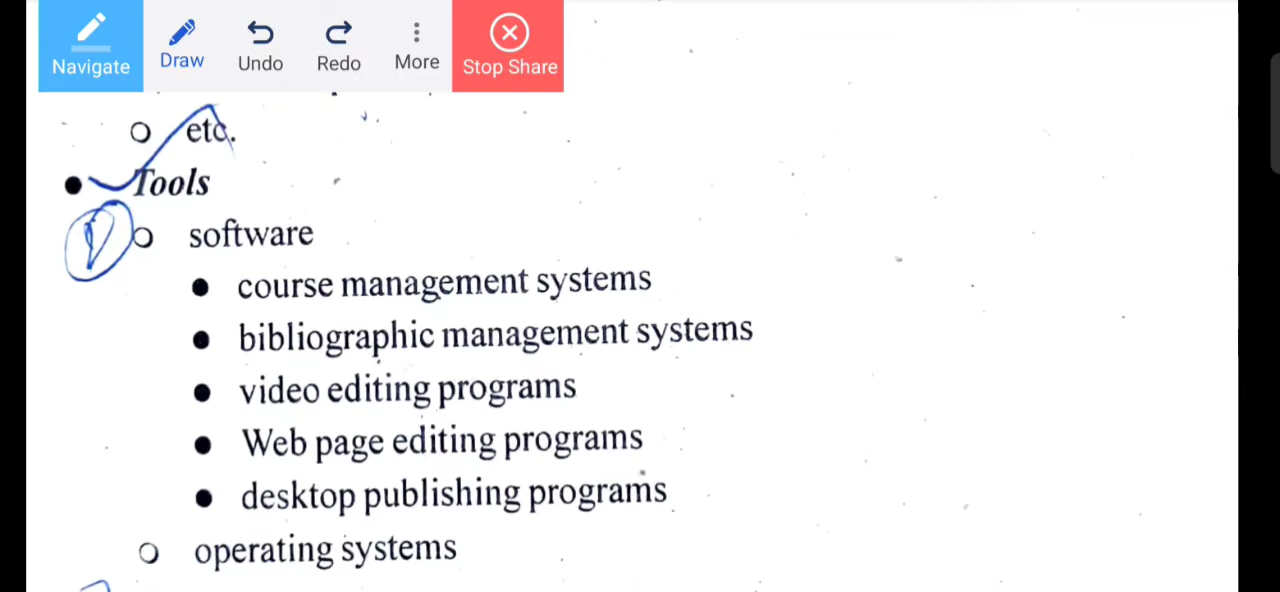 Navigate
Draw
Undo
Redo
More
Stop Share
etc.
Tools
software
course management systems
bibliographic management systems
video editing programs
Web page editing programs
desktop publishing programs
operating systems